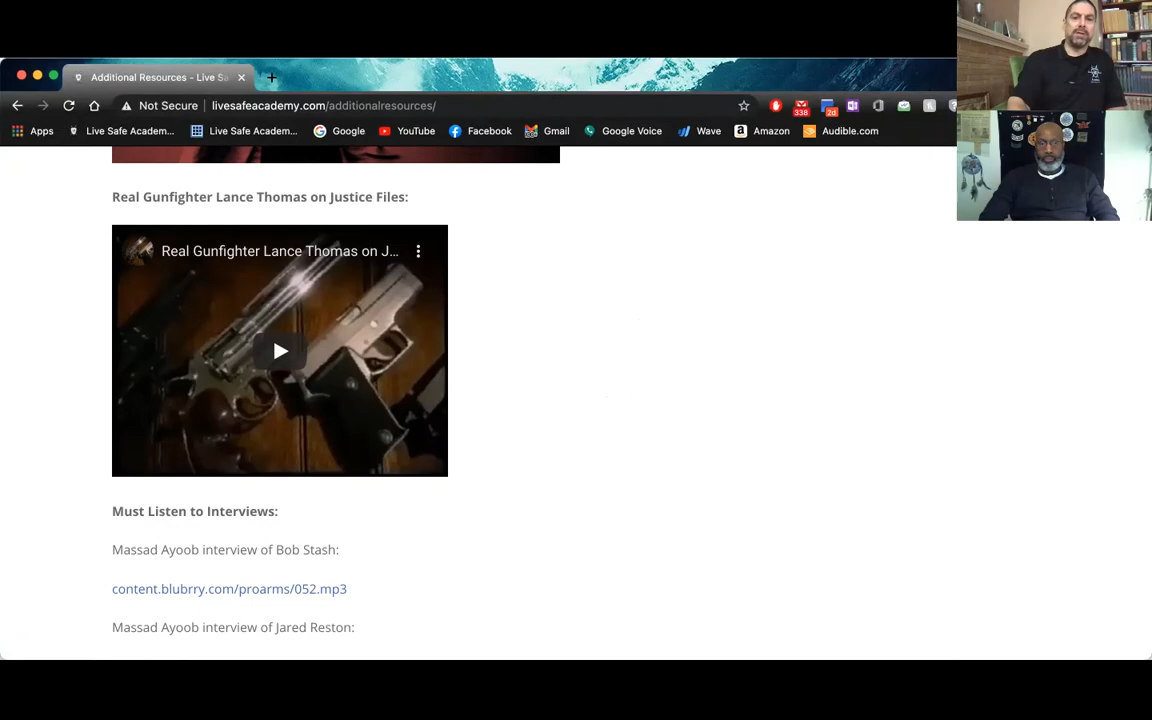 Additional Resources - Live Sa
Not Secure
livesafeacademy.com/additionalresources/
338
2d
Apps
Live Safe Academ...
Live Safe Academ...
Google
YouTube
Facebook
Gmail
Google Voice
Wave
Amazon
Audible.com
Real Gunfighter Lance Thomas on Justice Files:
Real Gunfighter Lance Thomas on J...
Must Listen to Interviews:
Massad Ayoob interview of Bob Stash:
content.blubrry.com/proarms/052.mp3
Massad Ayoob interview of Jared Reston: